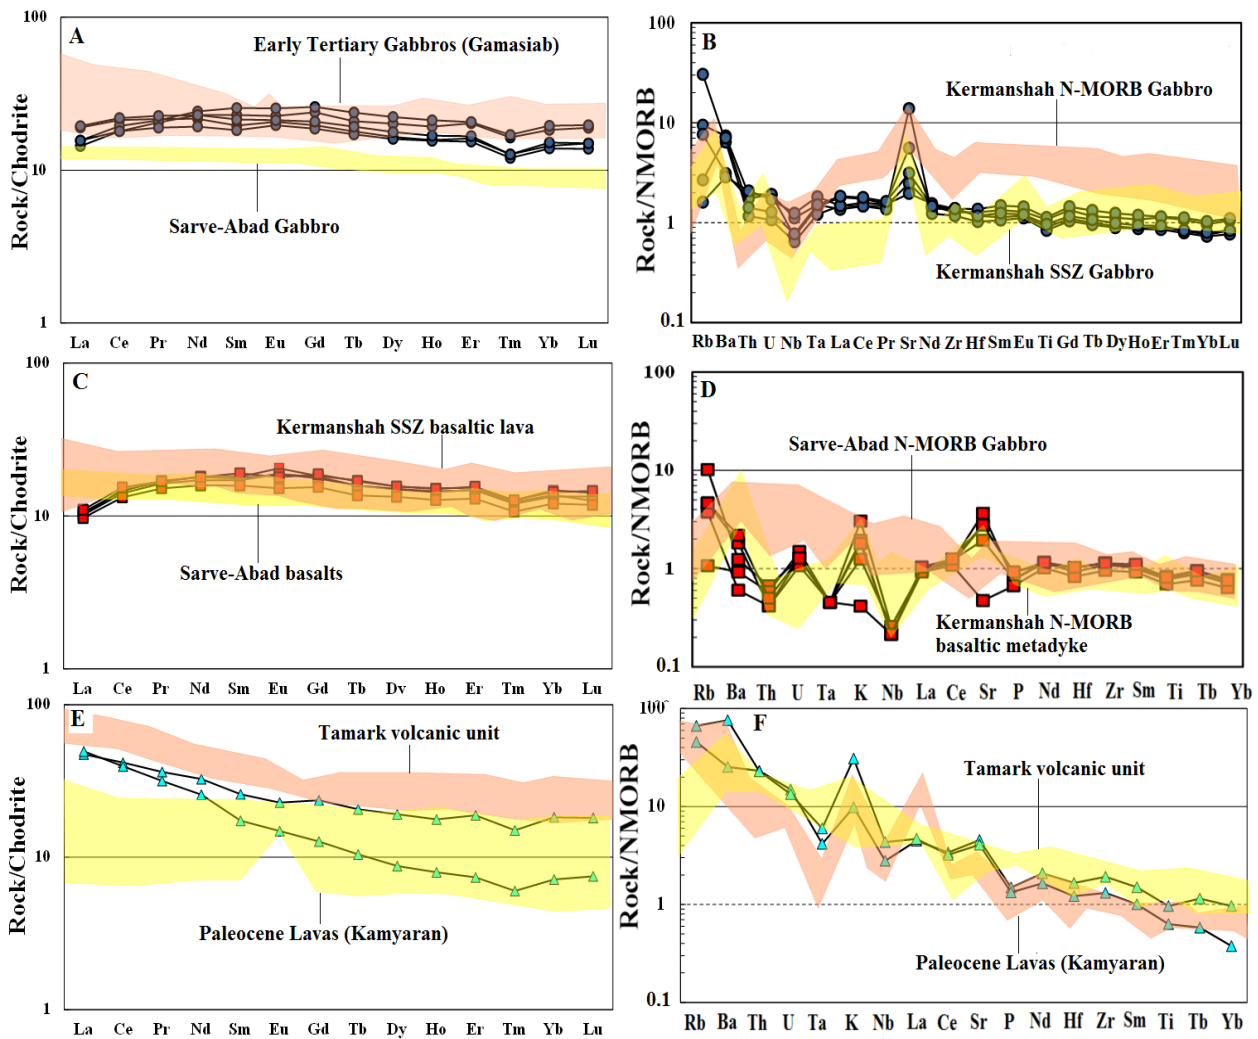 100
A
Early Tertiary Gabbros (Gamasiab)
10
Sarve-Abad Gabbro
1
Rock/Chodrite
La Ce Pr Nd Sm Eu Gd Tb Dy Ho Er Tm Yb Lu
100
B
Kermanshah N-MORB Gabbro
10
1
Kermanshah SSZ Gabbro
0.1
Rock/NMORB
Rb Ba Th U Nb Ta La Ce Pr Sr Nd Zr Hf Sm Eu Ti Gd Tb Dy Ho Er Tm Yb Lu
100
C
Kermanshah SSZ basaltic lava
10
Sarve-Abad basalts
1
Rock/Chodrite
La Ce Pr Nd Sm Eu Gd Tb Dv Ho Er Tm Yb Lu
100
D
Sarve-Abad N-MORB Gabbro
10
1
Kermanshah N-MORB
basaltic metadyke
0.1
Rock/NMORB
Rb Ba Th U Ta K Nb La Ce Sr P Nd Hf Zr Sm Ti Tb Yb
100
E
Tamark volcanic unit
10
Paleocene Lavas (Kamyaran)
1
Rock/Chodrite
La Ce Pr Nd Sm Eu Gd Tb Dy Ho Er Tm Yb Lu
100
F
Tamark volcanic unit
10
1
Paleocene Lavas (Kamyaran)
0.1
Rock/NMORB
Rb Ba Th U Ta K Nb La Ce Sr P Nd Hf Zr Sm Ti Tb Yb